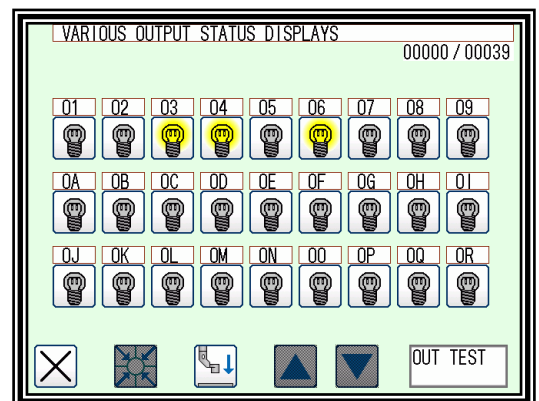 VARIOUS OUTPUT STATUS DISPLAYS
00000 / 00039
01 02 03 04 05 06 07 08 09
0A 0B 0C 0D 0E 0F 0G 0H 0I
0J 0K 0L 0M 0N 0O 0P 0Q 0R
OUT TEST